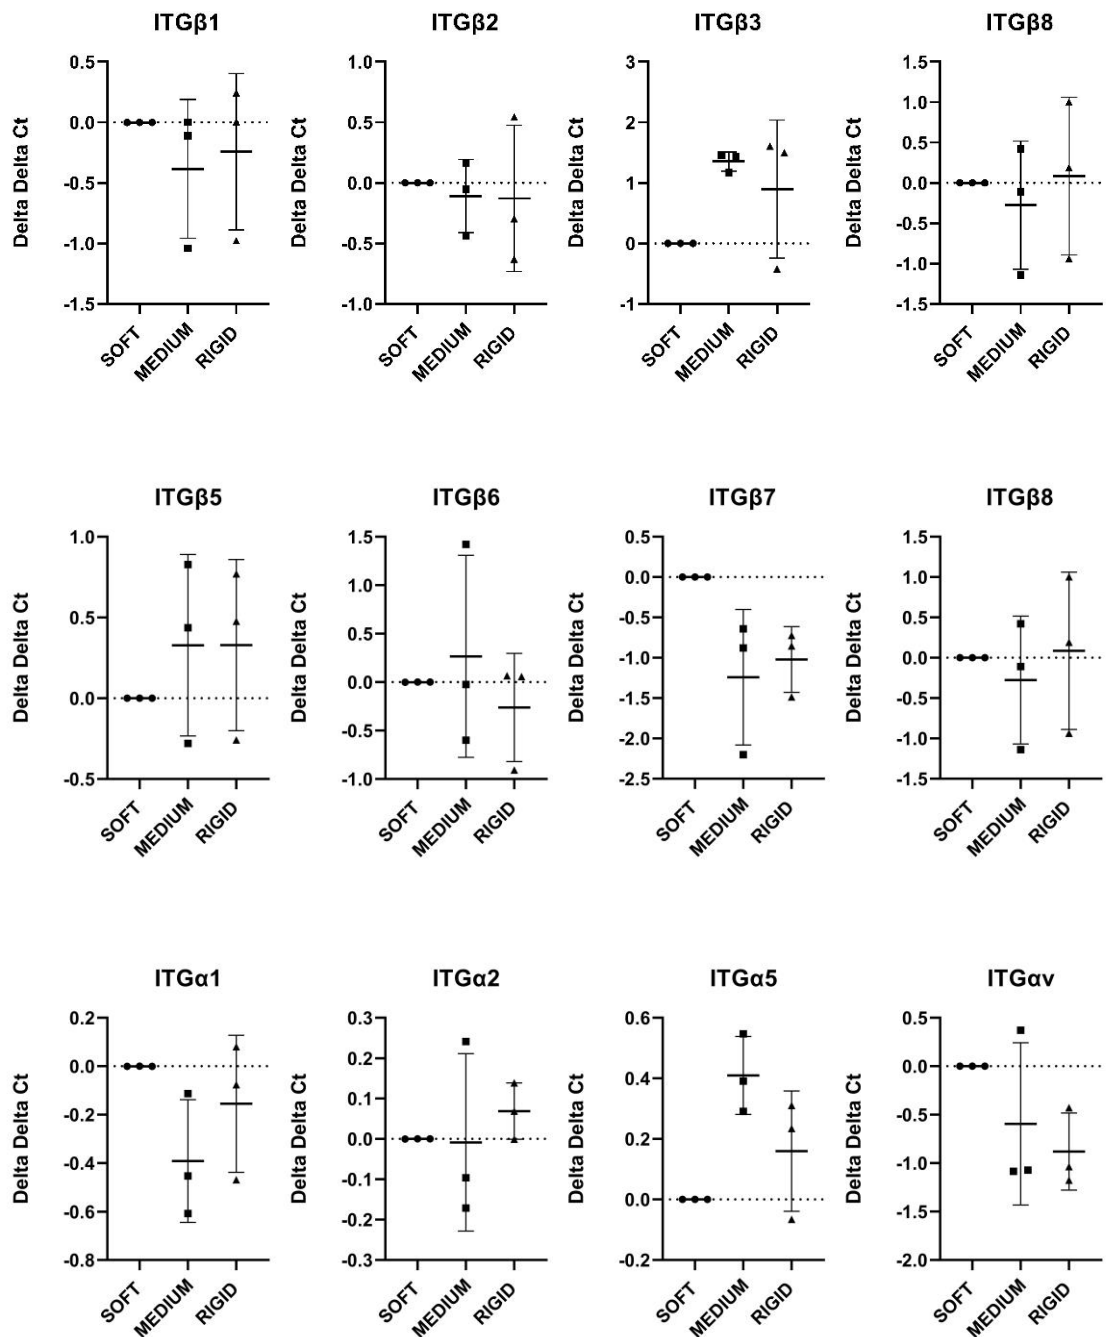 ITGβ1
Delta Delta Ct
0.5
0.0
-0.5
-1.0
-1.5
SOFT
MEDIUM
RIGID
ITGβ2
Delta Delta Ct
1.0
0.5
0.0
-0.5
-1.0
SOFT
MEDIUM
RIGID
ITGβ3
Delta Delta Ct
3
2
1
0
-1
SOFT
MEDIUM
RIGID
ITGβ8
Delta Delta Ct
1.5
1.0
0.5
0.0
-0.5
-1.0
-1.5
SOFT
MEDIUM
RIGID
ITGβ5
Delta Delta Ct
1.0
0.5
0.0
-0.5
SOFT
MEDIUM
RIGID
ITGβ6
Delta Delta Ct
1.5
1.0
0.5
0.0
-0.5
-1.0
SOFT
MEDIUM
RIGID
ITGβ7
Delta Delta Ct
0.5
0.0
-0.5
-1.0
-1.5
-2.0
-2.5
SOFT
MEDIUM
RIGID
ITGβ8
Delta Delta Ct
1.5
1.0
0.5
0.0
-0.5
-1.0
-1.5
SOFT
MEDIUM
RIGID
ITGα1
Delta Delta Ct
0.2
0.0
-0.2
-0.4
-0.6
-0.8
SOFT
MEDIUM
RIGID
ITGα2
Delta Delta Ct
0.3
0.2
0.1
0.0
-0.1
-0.2
-0.3
SOFT
MEDIUM
RIGID
ITGα5
Delta Delta Ct
0.6
0.4
0.2
0.0
-0.2
SOFT
MEDIUM
RIGID
ITGαv
Delta Delta Ct
0.5
0.0
-0.5
-1.0
-1.5
-2.0
SOFT
MEDIUM
RIGID